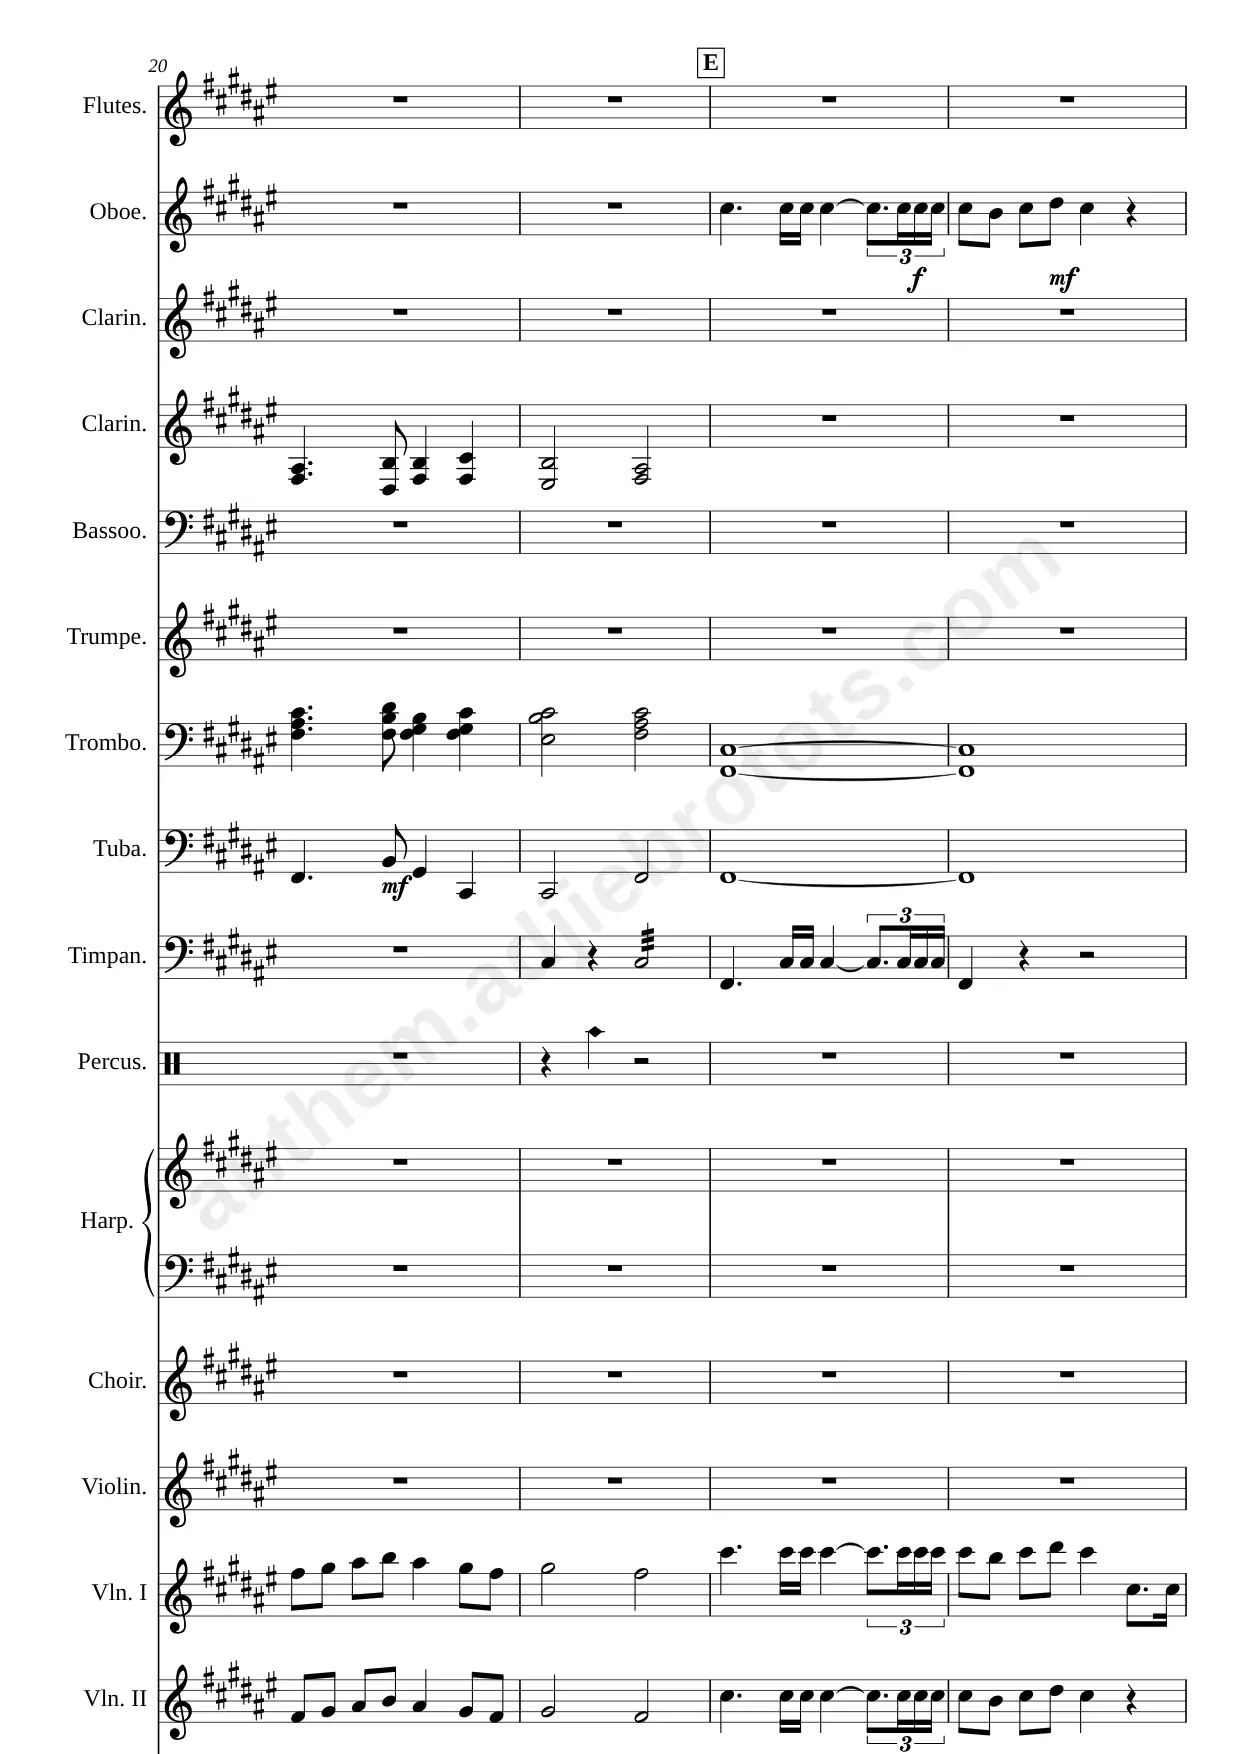 20
E
Flutes.
Oboe.
3
f
mf
Clarin.
Clarin.
Bassoo.
Trumpe.
Trombo.
Tuba.
mf
3
Timpan.
Percus.
Harp.
Choir.
Violin.
Vln. I
3
Vln. II
3
anthem.adjiebrotots.com